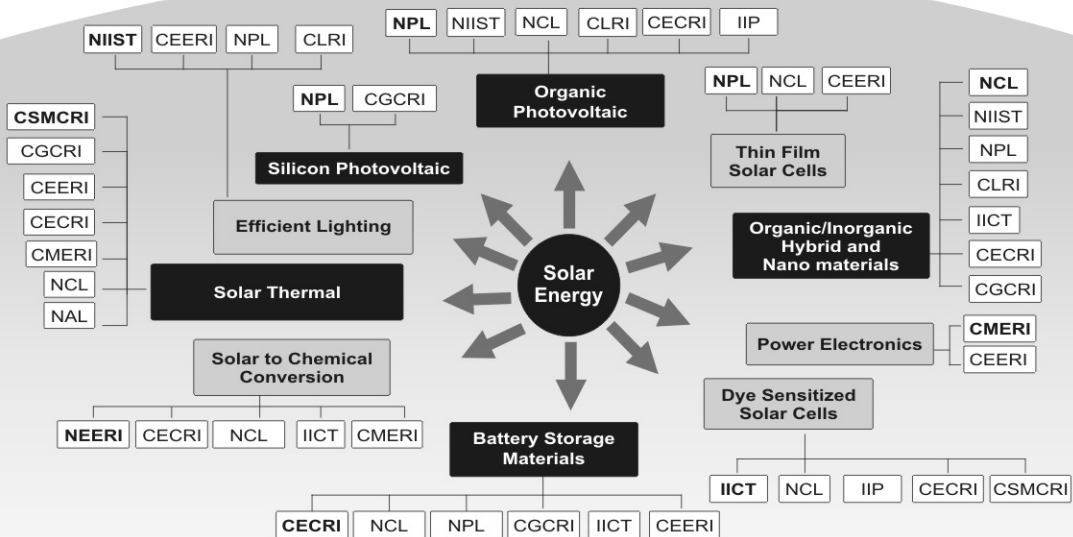 NPL NIIST NCL CLRI CECRI IIP
Organic
Photovoltaic
NIIST CEERI NPL CLRI
Efficient Lighting
NPL CGCRI
Silicon Photovoltaic
NPL NCL CEERI
Thin Film
Solar Cells
NCL
NIIST
NPL
CLRI
IICT
CECRI
CGCRI
Organic/Inorganic
Hybrid and
Nano materials
CSMCRI
CGCRI
CEERI
CECRI
CMERI
NCL
NAL
Solar Thermal
Solar
Energy
Power Electronics
CMERI
CEERI
Solar to Chemical
Conversion
NEERI CECRI NCL IICT CMERI
Dye Sensitized
Solar Cells
IICT NCL IIP CECRI CSMCRI
Battery Storage
Materials
CECRI NCL NPL CGCRI IICT CEERI